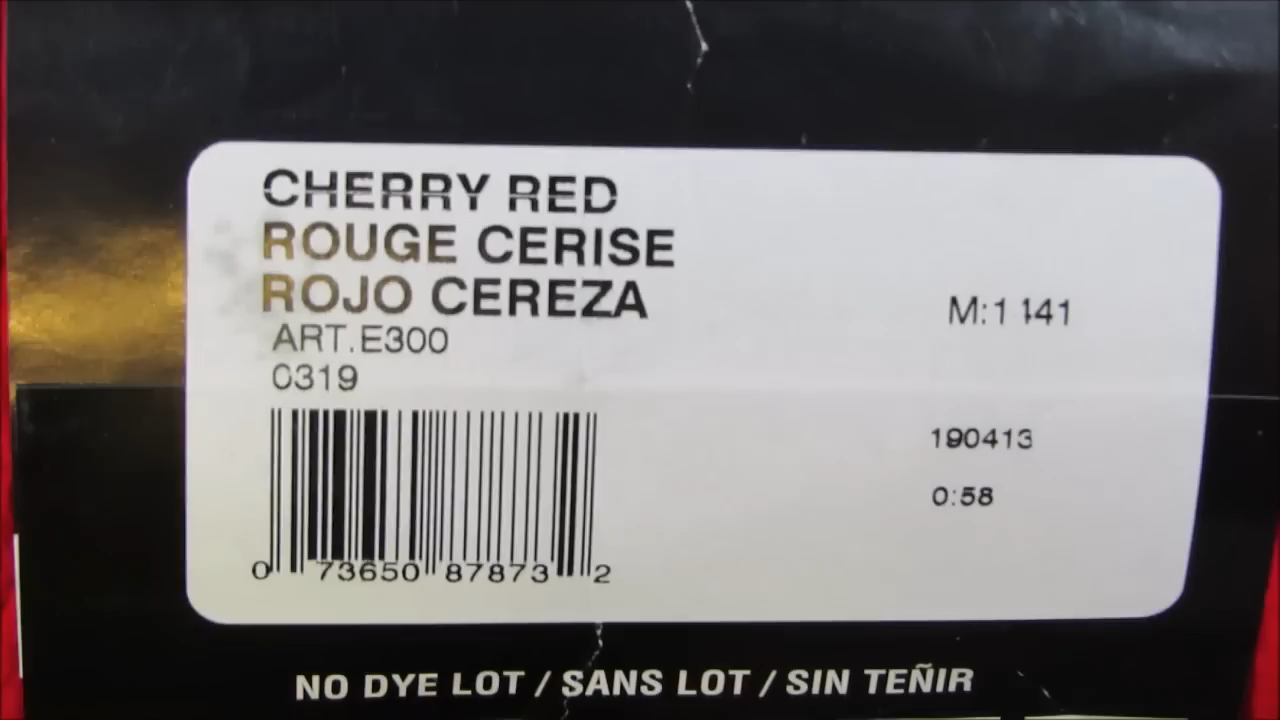 CHERRY RED
ROUGE CERISE
ROJO CEREZA
ART.E300
0319
M:1 141
190413
0:58
0 73650 87873 2
NO DYE LOT / SANS LOT / SIN TEÑIR